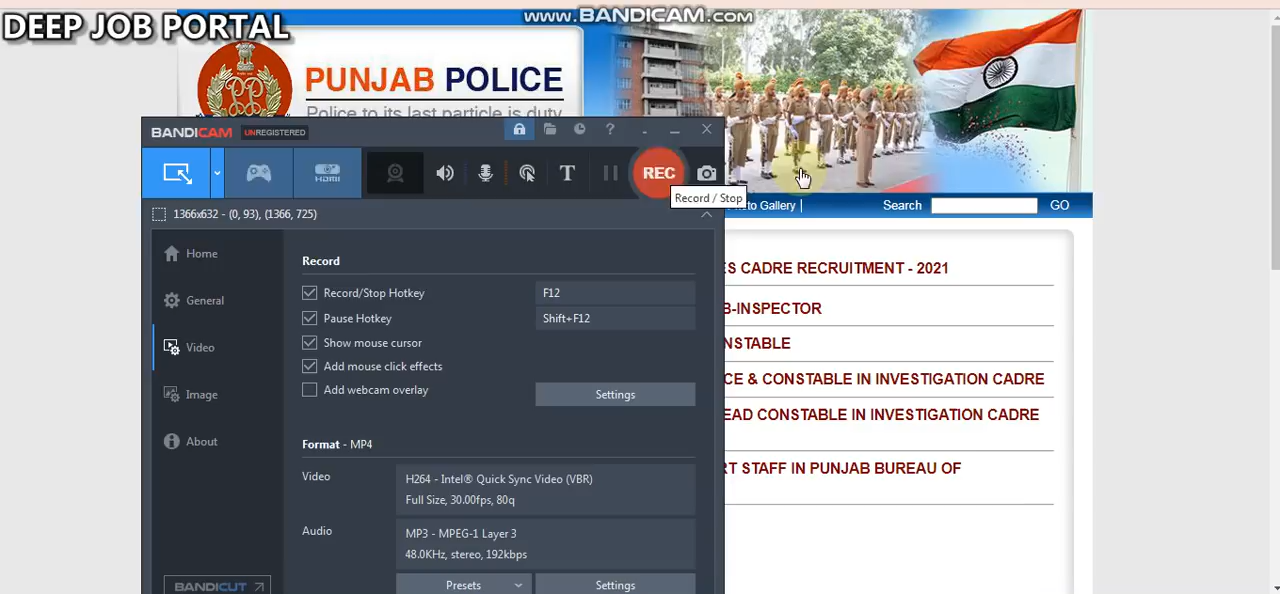 www.BANDICAM.com
DEEP JOB PORTAL
PUNJAB POLICE
Police to its last particle is duty
BANDICAM UNREGISTERED
?
HDMI
T
REC
Record / Stop
Photo Gallery |
Search
GO
1366x632 - (0, 93), (1366, 725)
Home
General
Video
Image
About
BANDICUT
Record
Record/Stop Hotkey
F12
Pause Hotkey
Shift+F12
Show mouse cursor
Add mouse click effects
Add webcam overlay
Settings
Format - MP4
Video
H264 - Intel® Quick Sync Video (VBR)
Full Size, 30.00fps, 80q
Audio
MP3 - MPEG-1 Layer 3
48.0KHz, stereo, 192kbps
Presets
Settings
CADRE RECRUITMENT - 2021
B-INSPECTOR
NSTABLE
CE & CONSTABLE IN INVESTIGATION CADRE
EAD CONSTABLE IN INVESTIGATION CADRE
RT STAFF IN PUNJAB BUREAU OF